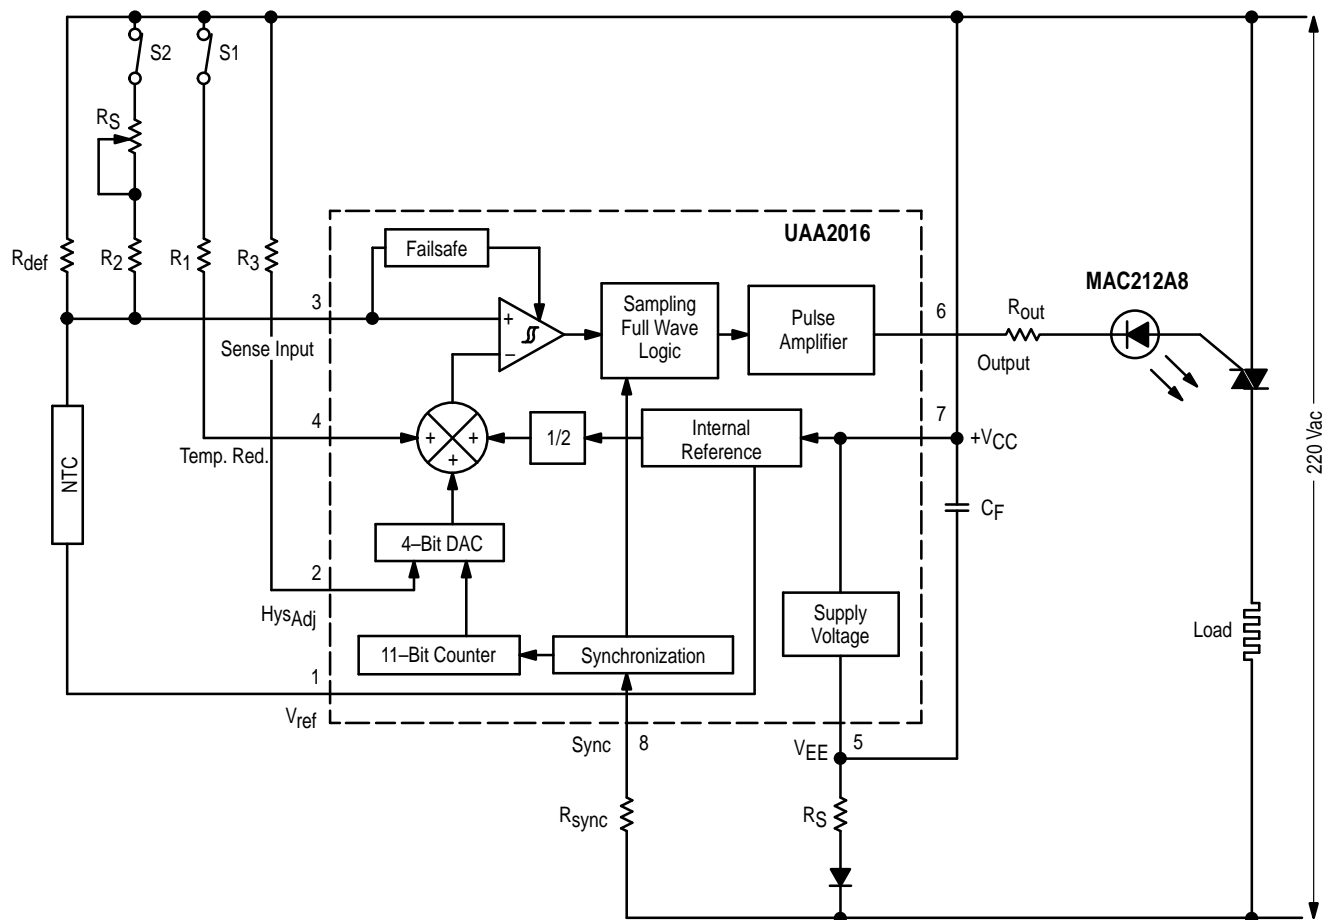 S2
S1
RS
UAA2016
Failsafe
MAC212A8
Rdef
R2
R1
R3
3
Sampling
Full Wave
Logic
Pulse
Amplifier
6
Rout
+
–
Sense Input
Output
220 Vac
4
+
+
+
1/2
Internal
Reference
7
+VCC
Temp. Red.
NTC
CF
4–Bit DAC
2
HysAdj
Supply
Voltage
Load
11–Bit Counter
Synchronization
1
Vref
Sync
8
VEE
5
Rsync
RS